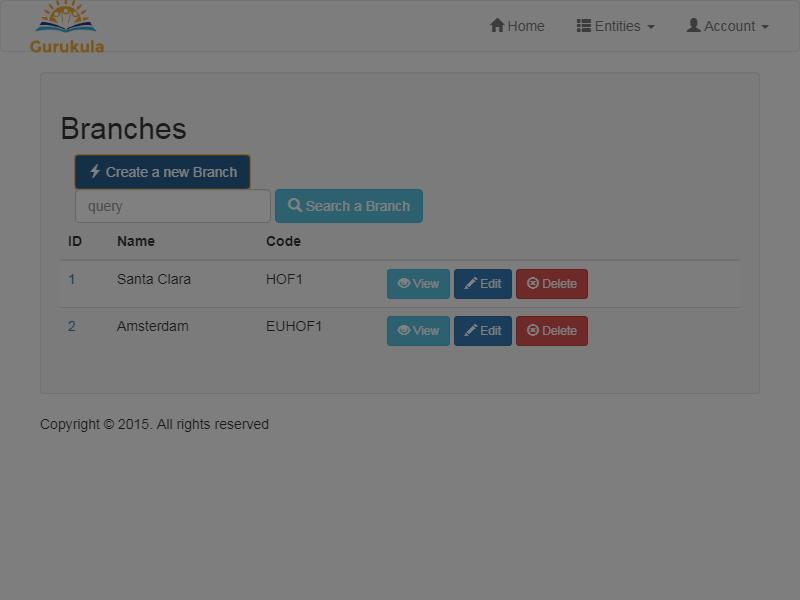 Gurukula
Home Entities Account
Branches
Create a new Branch
query Search a Branch
ID Name Code
1 Santa Clara HOF1 View Edit Delete
2 Amsterdam EUHOF1 View Edit Delete
Copyright © 2015. All rights reserved